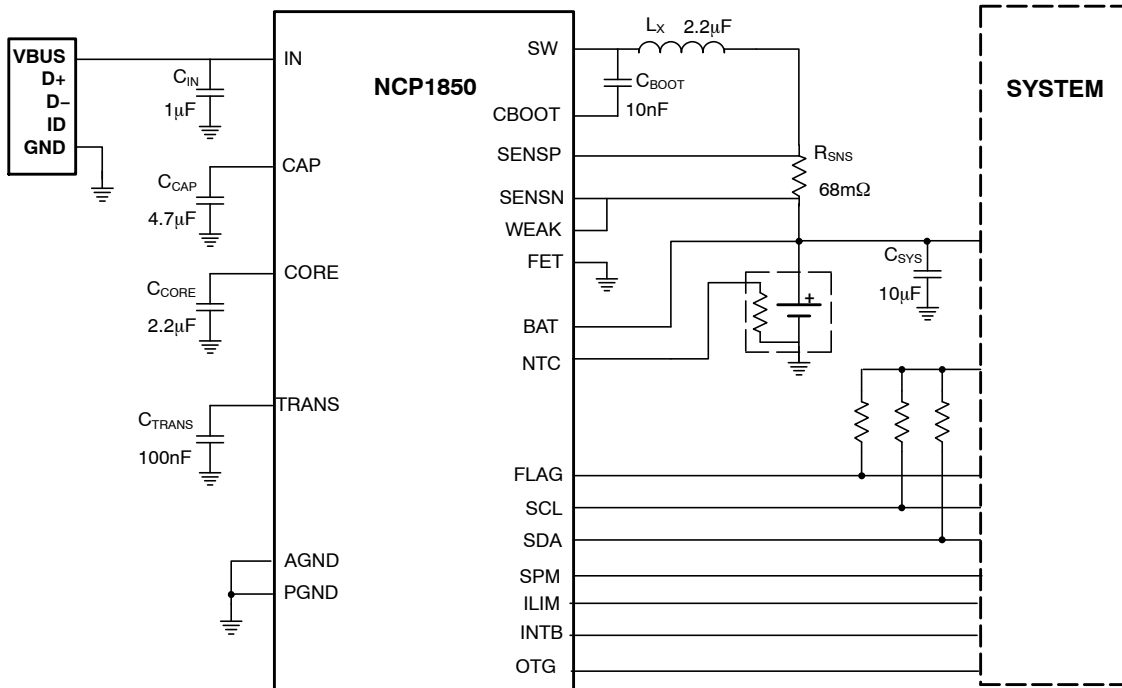 VBUS
D+
D–
ID
GND
C_IN
1μF
C_CAP
4.7μF
C_CORE
2.2μF
C_TRANS
100nF
IN
CAP
CORE
TRANS
AGND
PGND
NCP1850
SW
CBOOT
SENSP
SENSN
WEAK
FET
BAT
NTC
FLAG
SCL
SDA
SPM
ILIM
INTB
OTG
L_X 2.2μF
C_BOOT
10nF
R_SNS
68mΩ
+
C_SYS
10μF
SYSTEM